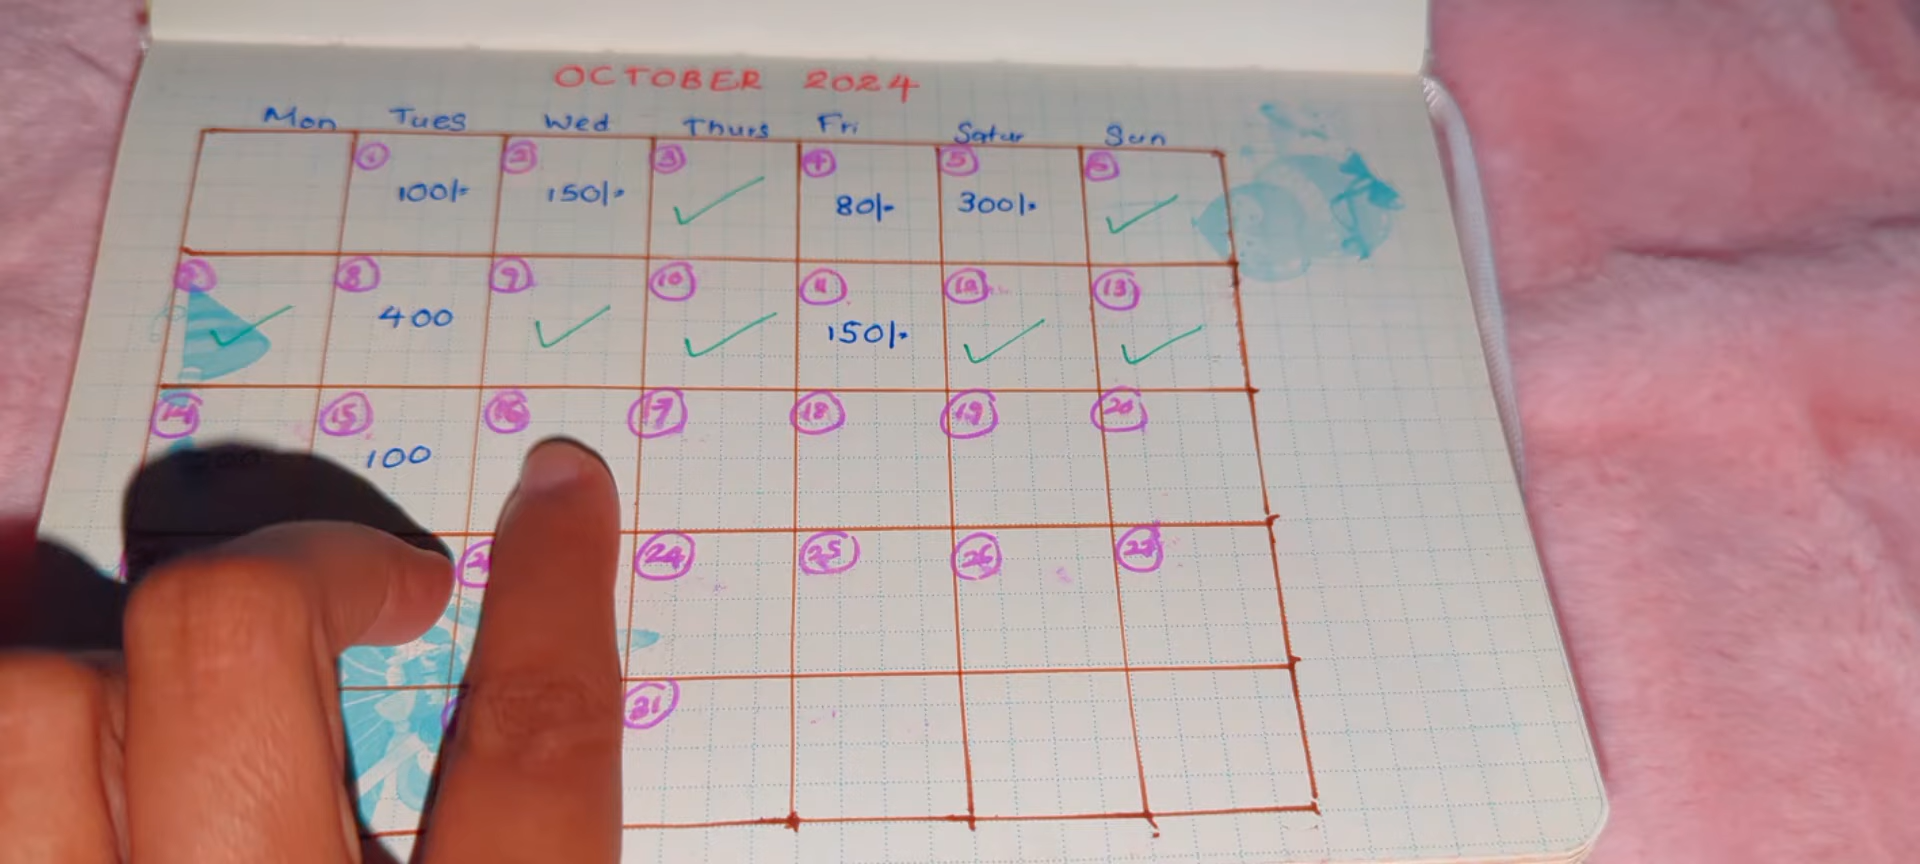 OCTOBER 2024
Mon Tues Wed Thurs Fri Satur Sun
1 2 3 4 5 6
100/- 150/- ✓ 80/- 300/- ✓
7 8 9 10 11 12 13
✓ 400 ✓ ✓ 150/- ✓ ✓
14 15 16 17 18 19 20
100
24 25 26 27
31